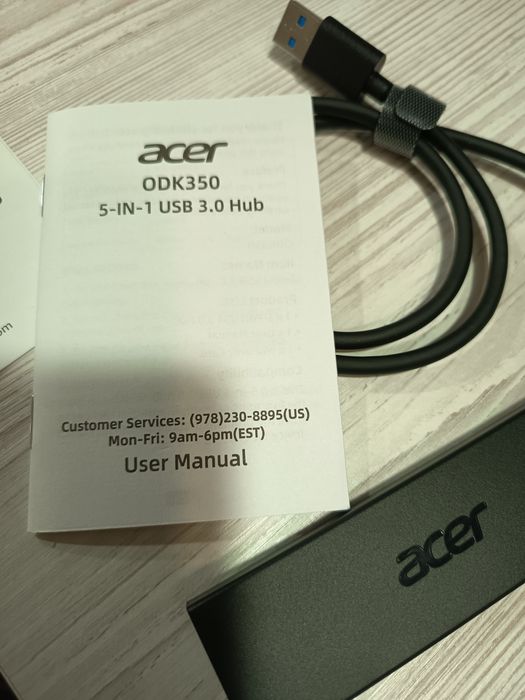 acer
ODK350
5-IN-1 USB 3.0 Hub
Customer Services: (978)230-8895(US)
Mon-Fri: 9am-6pm(EST)
User Manual
om
acer